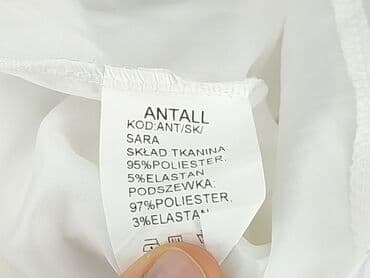 ANTALL
KOD:ANT/SK/
SARA
SKŁAD TKANINA:
95%POLIESTER.
5%ELASTAN
PODSZEWKA:
97%POLIESTER.
3%ELASTAN